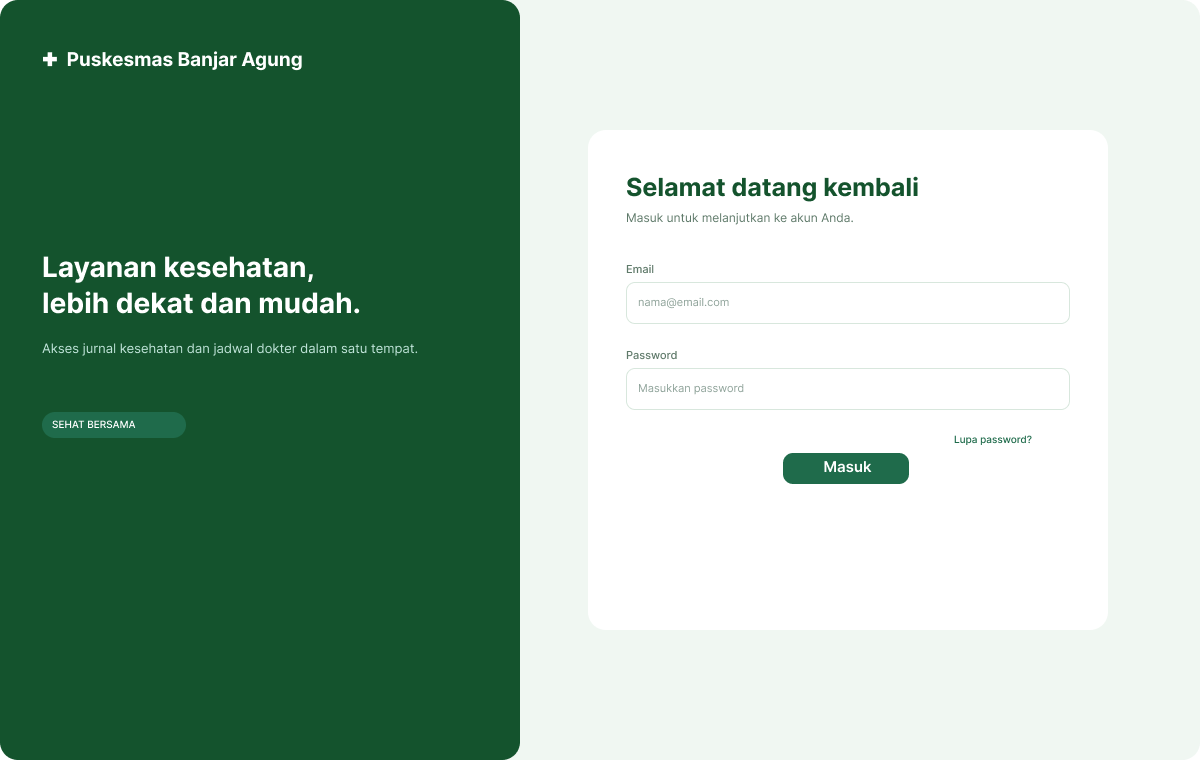 ✚ Puskesmas Banjar Agung
Layanan kesehatan,
lebih dekat dan mudah.
Akses jurnal kesehatan dan jadwal dokter dalam satu tempat.
SEHAT BERSAMA
Selamat datang kembali
Masuk untuk melanjutkan ke akun Anda.
Email
nama@email.com
Password
Masukkan password
Lupa password?
Masuk